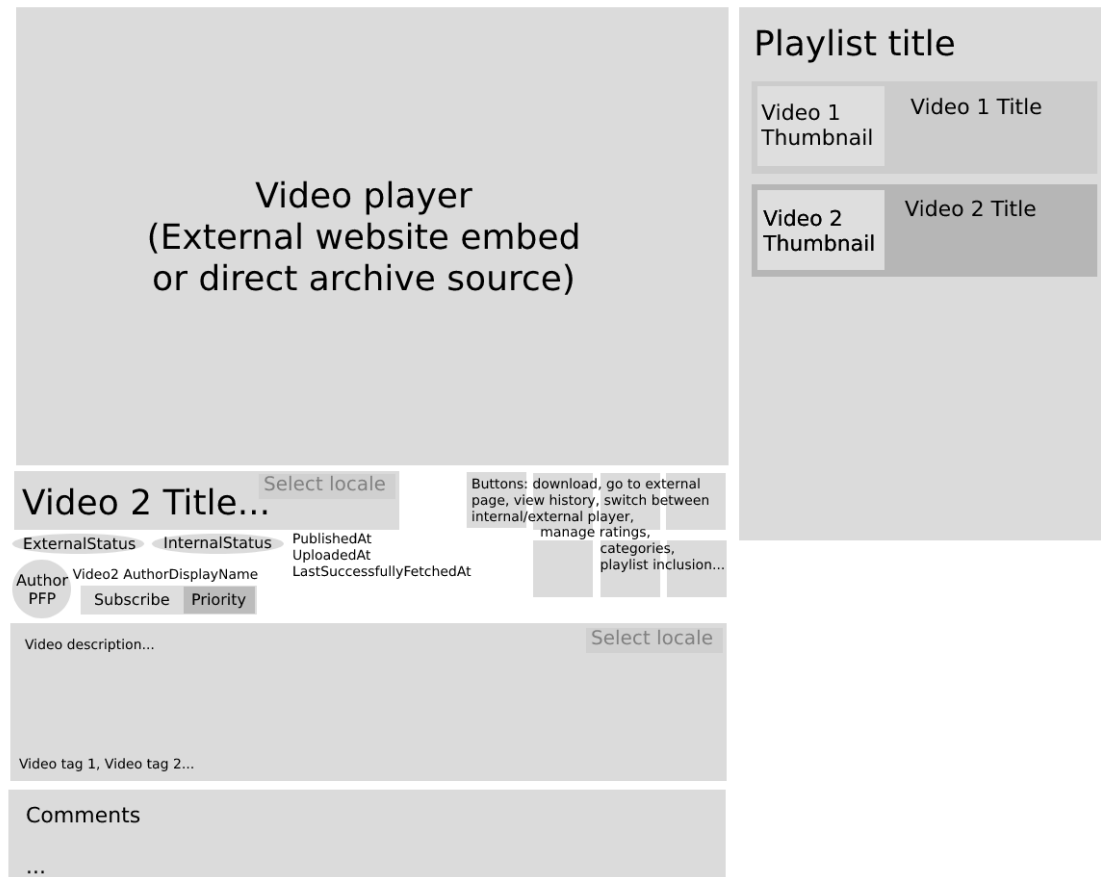 Video player
(External website embed
or direct archive source)
Playlist title
Video 1
Thumbnail
Video 1 Title
Video 2
Thumbnail
Video 2 Title
Video 2 Title...
Select locale
ExternalStatus
InternalStatus
PublishedAt
UploadedAt
LastSuccessfullyFetchedAt
Author
PFP
Video2 AuthorDisplayName
Subscribe
Priority
Buttons: download, go to external
page, view history, switch between
internal/external player,
manage ratings,
categories,
playlist inclusion...
Video description...
Select locale
Video tag 1, Video tag 2...
Comments
...